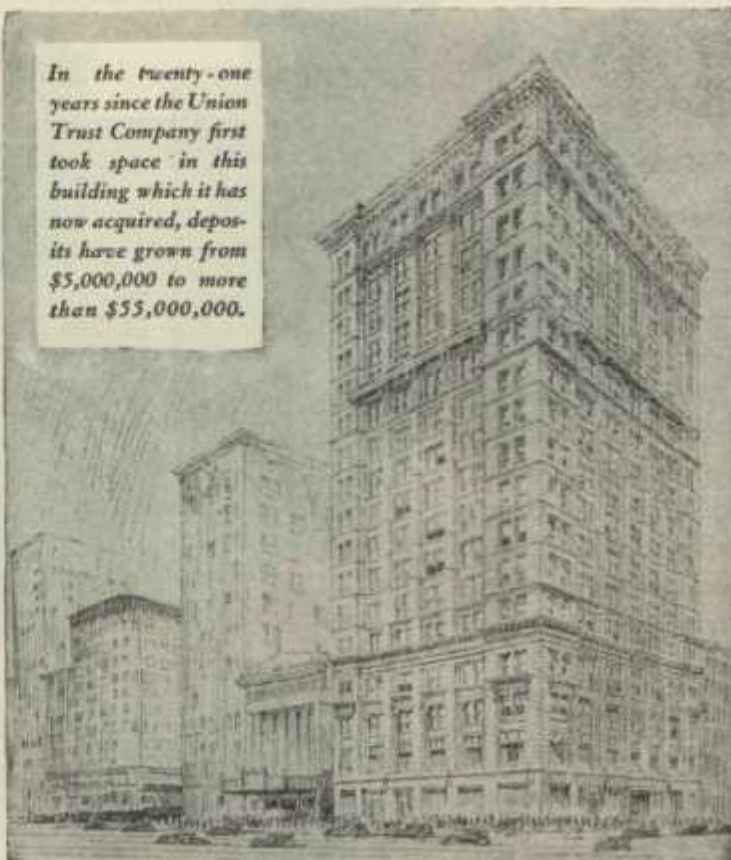 In the twenty-one
years since the Union
Trust Company first
took space in this
building which it has
now acquired, depos-
its have grown from
$5,000,000 to more
than $55,000,000.